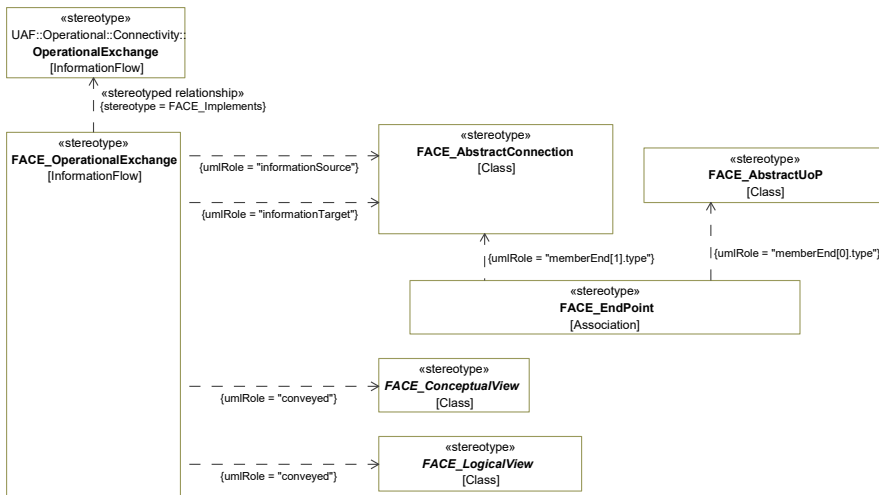 «stereotype»
UAF::Operational::Connectivity::
OperationalExchange
[InformationFlow]
«stereotyped relationship»
{stereotype = FACE_Implements}
«stereotype»
FACE_OperationalExchange
[InformationFlow]
{umlRole = "informationSource"}
{umlRole = "informationTarget"}
«stereotype»
FACE_AbstractConnection
[Class]
«stereotype»
FACE_AbstractUoP
[Class]
{umlRole = "memberEnd[1].type"}
{umlRole = "memberEnd[0].type"}
«stereotype»
FACE_EndPoint
[Association]
«stereotype»
FACE_ConceptualView
[Class]
{umlRole = "conveyed"}
«stereotype»
FACE_LogicalView
[Class]
{umlRole = "conveyed"}